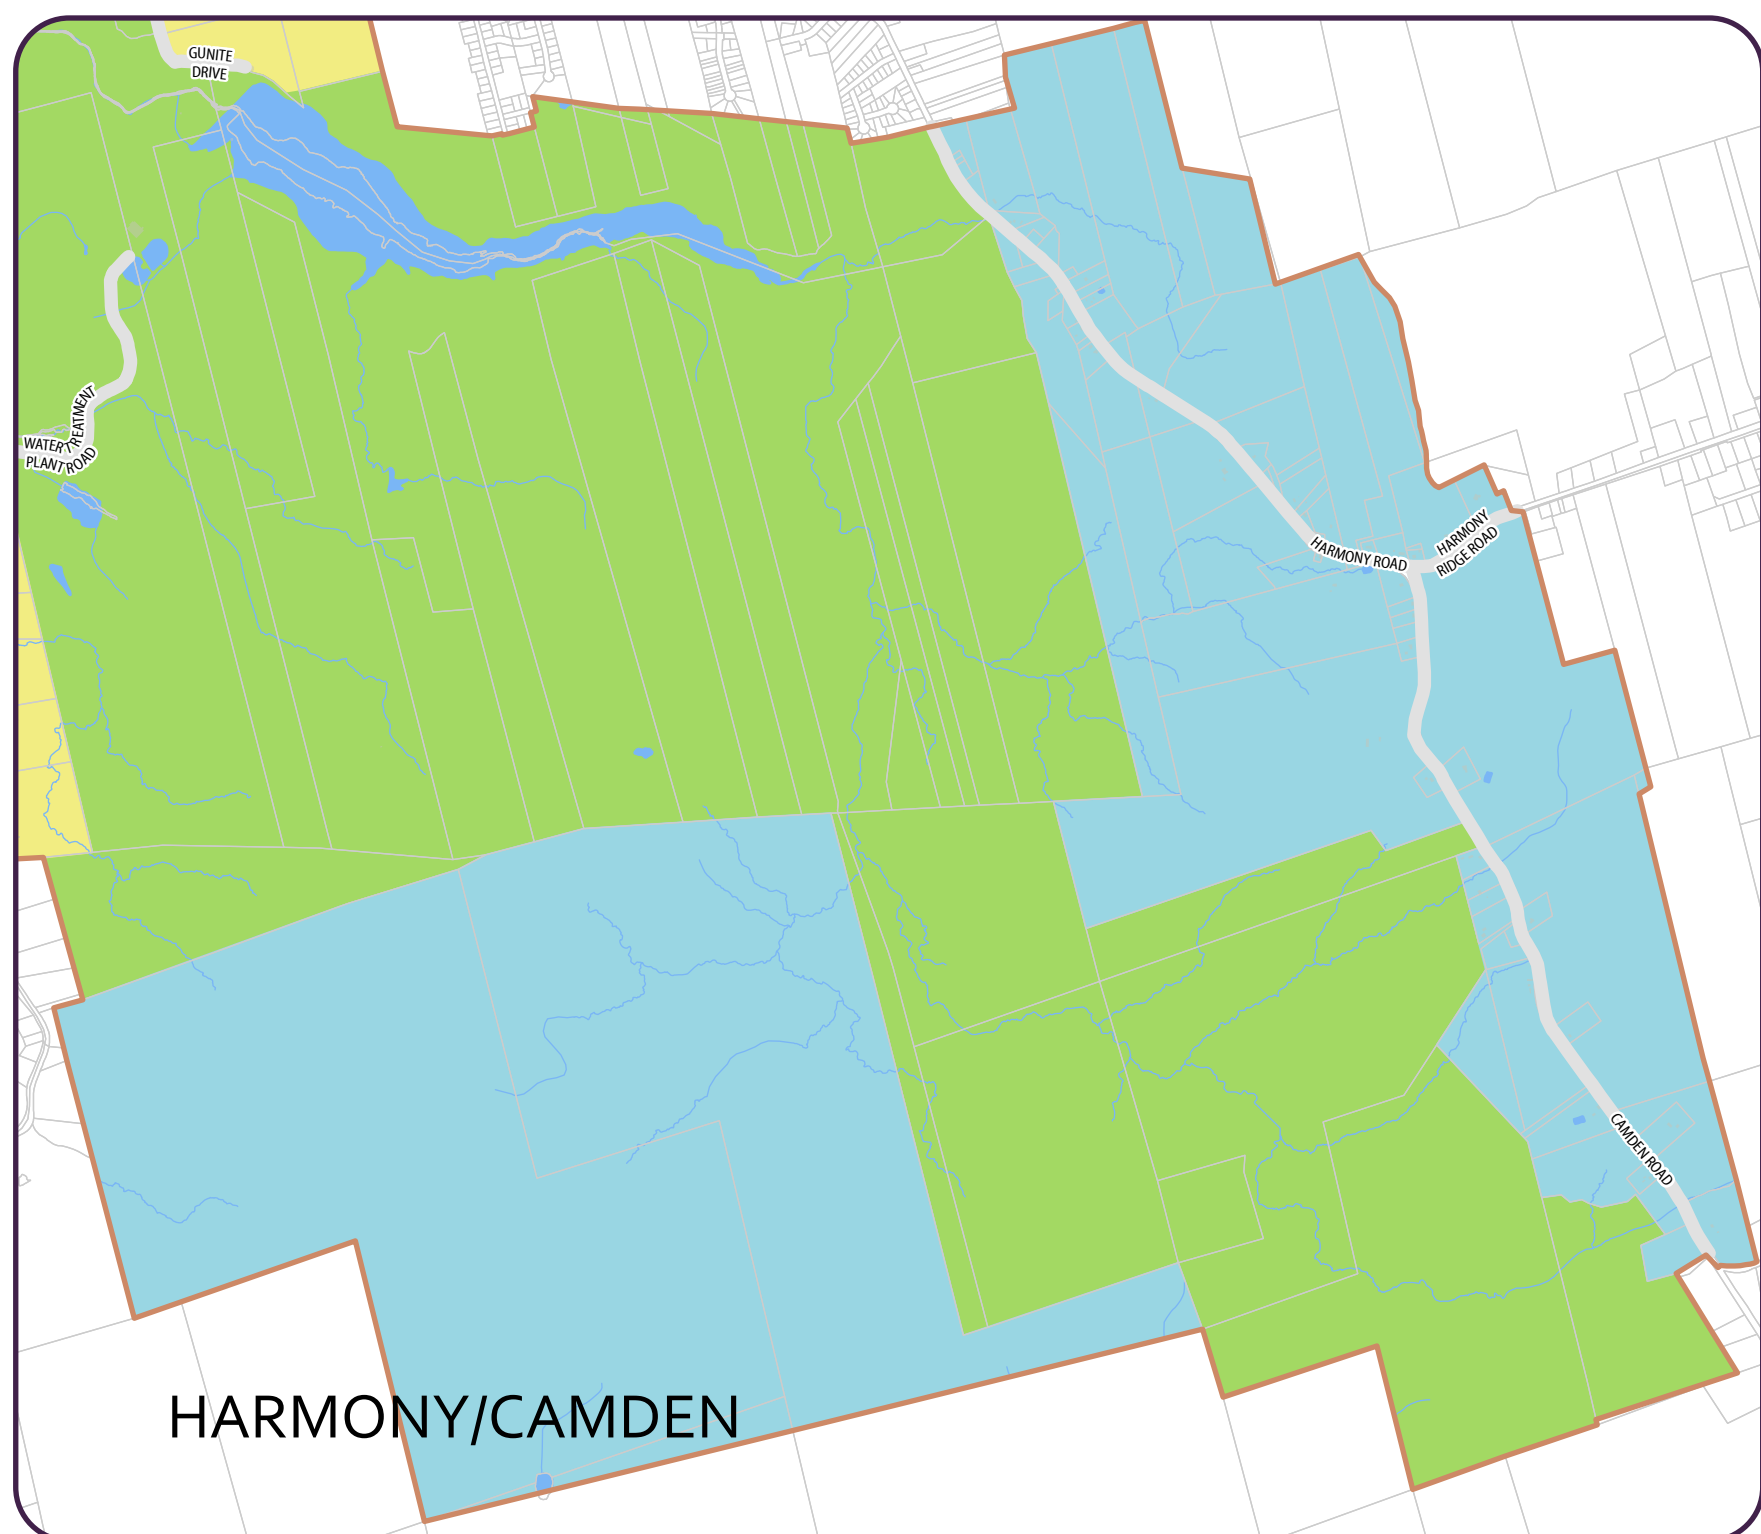 GUNITE
DRIVE
WATER TREATMENT
PLANT ROAD
HARMONY ROAD
HARMONY
RIDGE ROAD
CAMDEN ROAD
HARMONY/CAMDEN